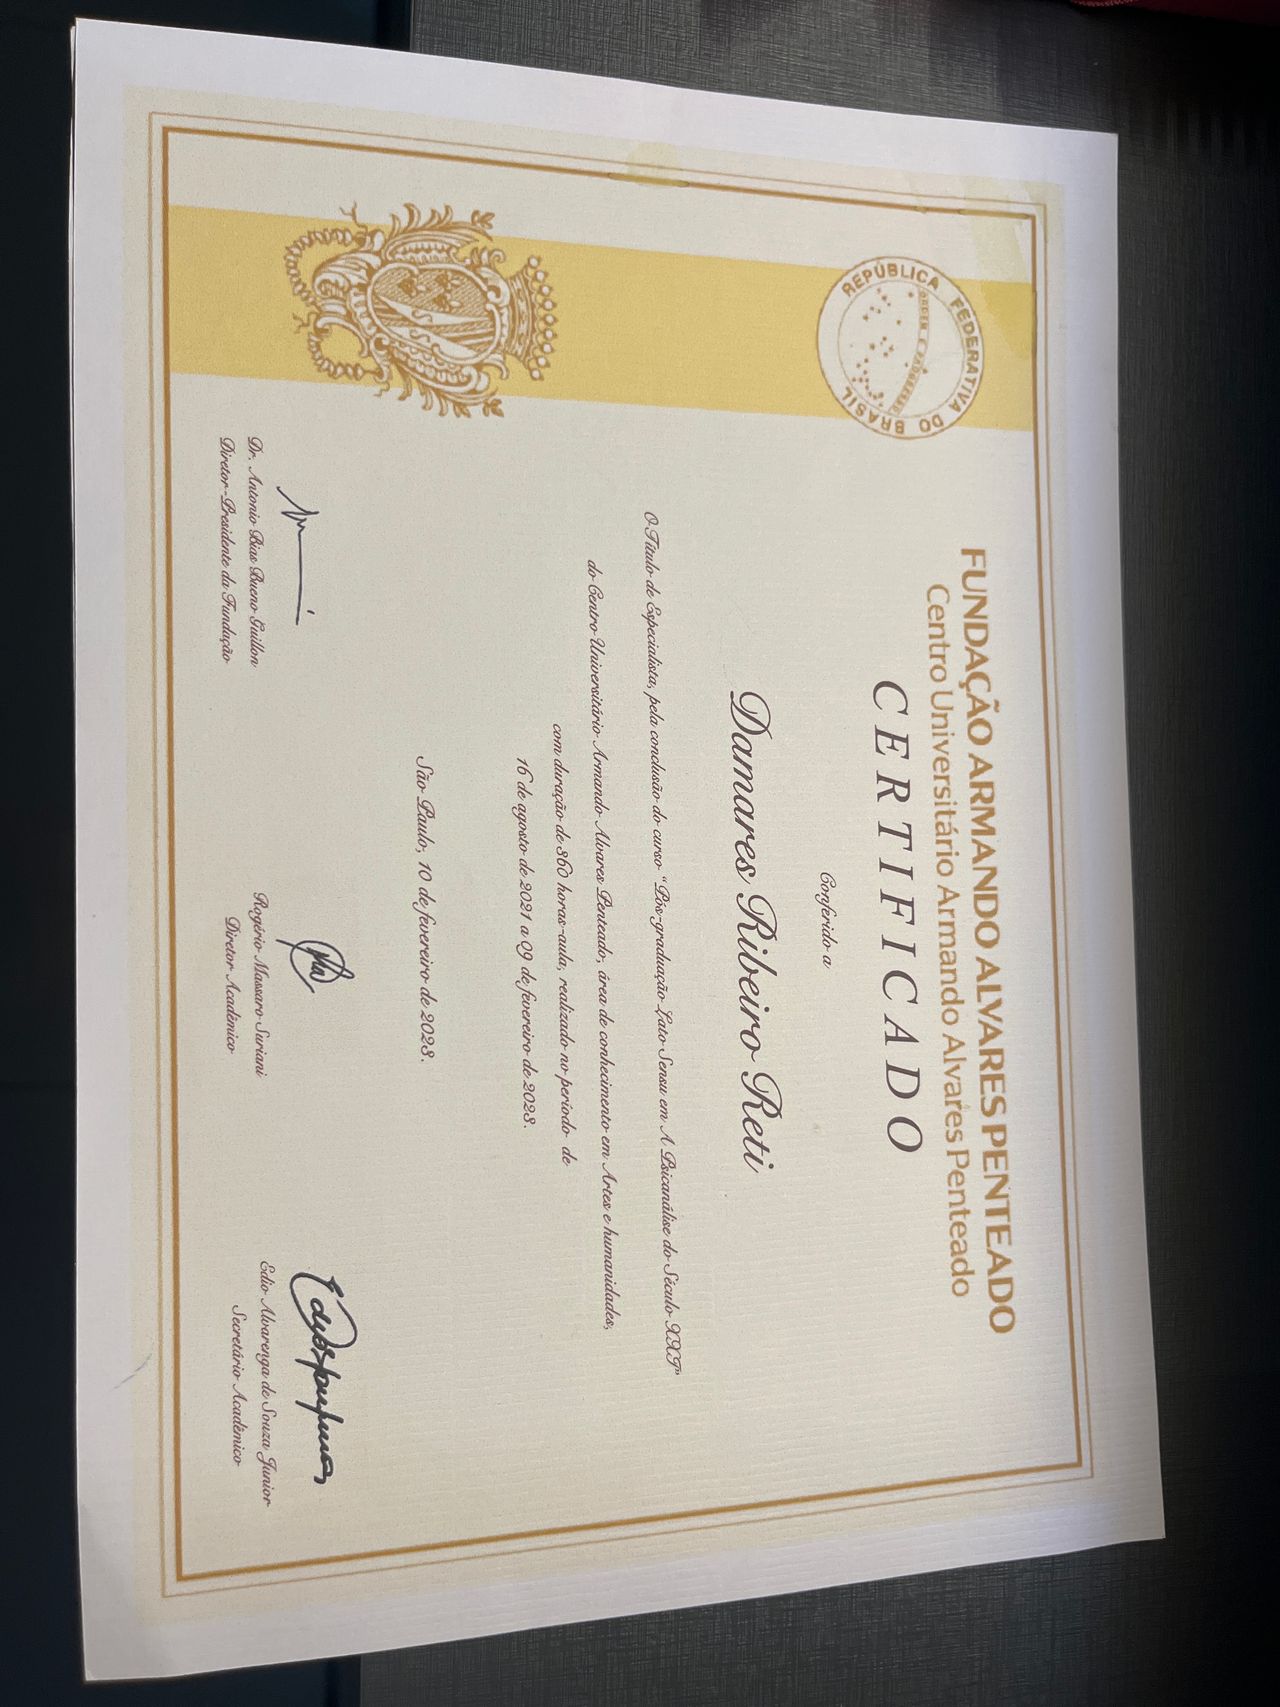 FUNDAÇÃO ARMANDO ALVARES PENTEADO
Centro Universitário Armando Alvares Penteado
REPÚBLICA FEDERATIVA DO BRASIL
ORDEM E PROGRESSO
CERTIFICADO
Conferido a
Damares Ribeiro Reti
O Título de Especialista, pela conclusão do curso "Pós-graduação Lato Sensu em A Psicanálise do Século XXI"
do Centro Universitário Armando Alvares Penteado, área de conhecimento em Artes e humanidades,
com duração de 360 horas-aula, realizado no período de
16 de agosto de 2021 a 09 de fevereiro de 2023.
São Paulo, 10 de fevereiro de 2023.
Dr. Antonio Bias Bueno Guillon
Diretor-Presidente da Fundação
Rogério Massaro Suriani
Diretor Acadêmico
Edio Alvarenga de Souza Junior
Secretário Acadêmico